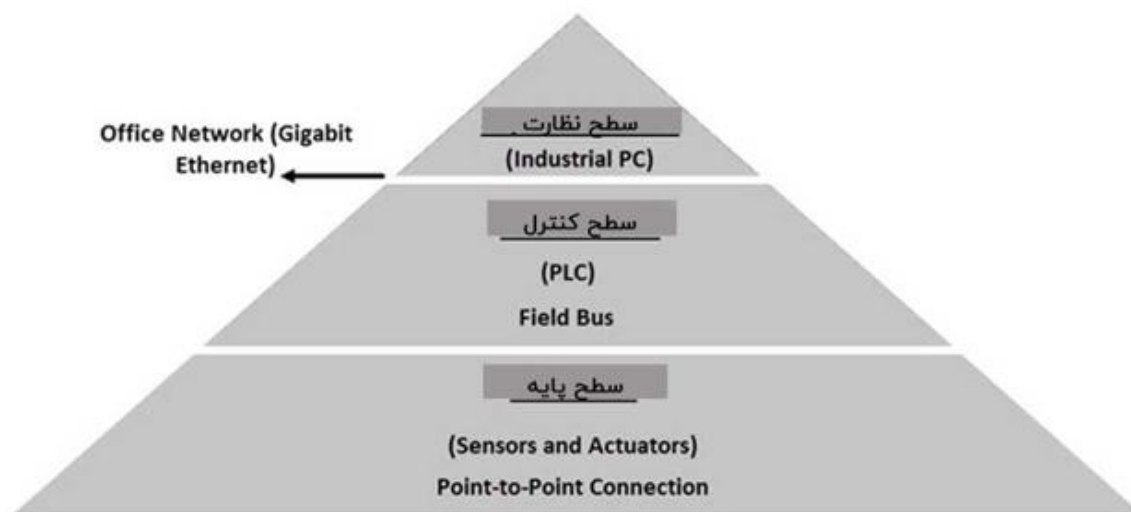 سطح نظارت
(Industrial PC)
Office Network (Gigabit
Ethernet)
سطح کنترل
(PLC)
Field Bus
سطح پایه
(Sensors and Actuators)
Point-to-Point Connection